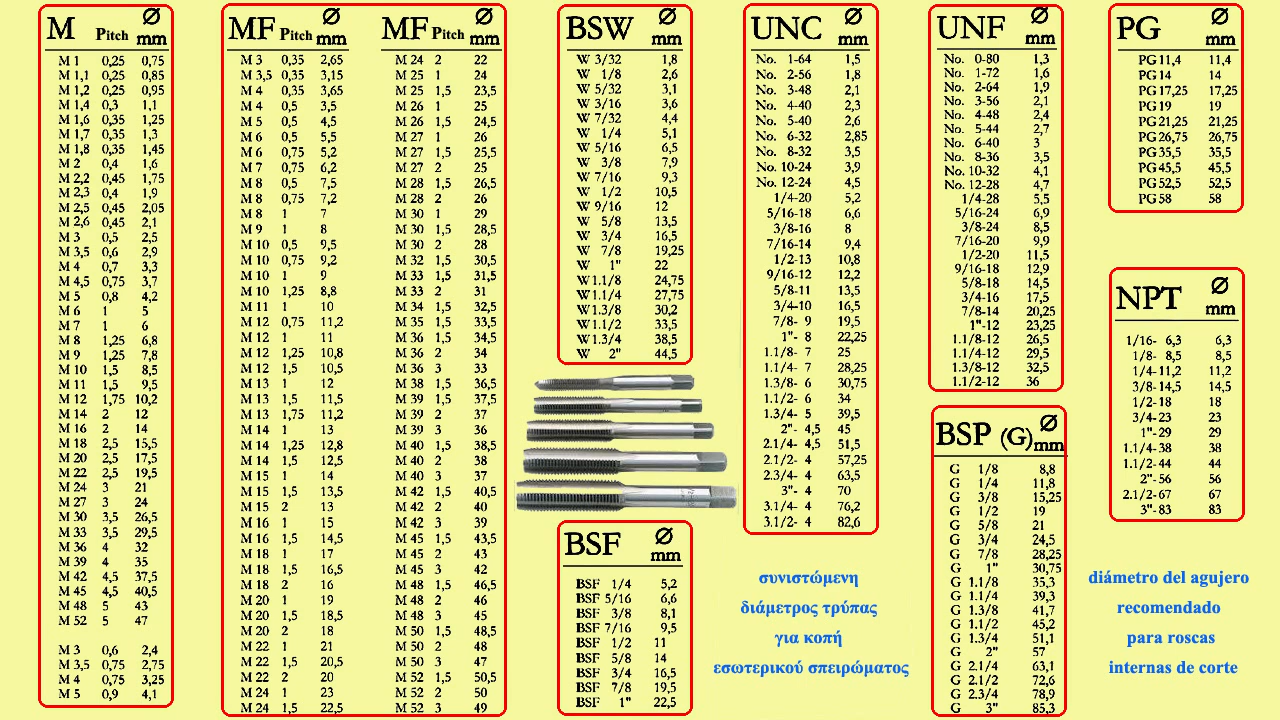 M Pitch Ø mm
M 1 0,25 0,75
M 1,1 0,25 0,85
M 1,2 0,25 0,95
M 1,4 0,3 1,1
M 1,6 0,35 1,25
M 1,7 0,35 1,3
M 1,8 0,35 1,45
M 2 0,4 1,6
M 2,2 0,45 1,75
M 2,3 0,4 1,9
M 2,5 0,45 2,05
M 2,6 0,45 2,1
M 3 0,5 2,5
M 3,5 0,6 2,9
M 4 0,7 3,3
M 4,5 0,75 3,7
M 5 0,8 4,2
M 6 1 5
M 7 1 6
M 8 1,25 6,8
M 9 1,25 7,8
M 10 1,5 8,5
M 11 1,5 9,5
M 12 1,75 10,2
M 14 2 12
M 16 2 14
M 18 2,5 15,5
M 20 2,5 17,5
M 22 2,5 19,5
M 24 3 21
M 27 3 24
M 30 3,5 26,5
M 33 3,5 29,5
M 36 4 32
M 39 4 35
M 42 4,5 37,5
M 45 4,5 40,5
M 48 5 43
M 52 5 47
M 3 0,6 2,4
M 3,5 0,75 2,75
M 4 0,75 3,25
M 5 0,9 4,1
MF Pitch Ø mm
M 3 0,35 2,65
M 3,5 0,35 3,15
M 4 0,35 3,65
M 4 0,5 3,5
M 5 0,5 4,5
M 6 0,5 5,5
M 6 0,75 5,2
M 7 0,75 6,2
M 8 0,5 7,5
M 8 0,75 7,2
M 8 1 7
M 9 1 8
M 10 0,5 9,5
M 10 0,75 9,2
M 10 1 9
M 10 1,25 8,8
M 11 1 10
M 12 0,75 11,2
M 12 1 11
M 12 1,25 10,8
M 12 1,5 10,5
M 13 1 12
M 13 1,5 11,5
M 13 1,75 11,2
M 14 1 13
M 14 1,25 12,8
M 14 1,5 12,5
M 15 1 14
M 15 1,5 13,5
M 15 2 13
M 16 1 15
M 16 1,5 14,5
M 18 1 17
M 18 1,5 16,5
M 18 2 16
M 20 1 19
M 20 1,5 18,5
M 20 2 18
M 22 1 21
M 22 1,5 20,5
M 22 2 20
M 24 1 23
M 24 1,5 22,5
MF Pitch Ø mm
M 24 2 22
M 25 1 24
M 25 1,5 23,5
M 26 1 25
M 26 1,5 24,5
M 27 1 26
M 27 1,5 25,5
M 27 2 25
M 28 1,5 26,5
M 28 2 26
M 30 1 29
M 30 1,5 28,5
M 30 2 28
M 32 1,5 30,5
M 33 1,5 31,5
M 33 2 31
M 34 1,5 32,5
M 35 1,5 33,5
M 36 1,5 34,5
M 36 2 34
M 36 3 33
M 38 1,5 36,5
M 39 1,5 37,5
M 39 2 37
M 39 3 36
M 40 1,5 38,5
M 40 2 38
M 40 3 37
M 42 1,5 40,5
M 42 2 40
M 42 3 39
M 45 1,5 43,5
M 45 2 43
M 45 3 42
M 48 1,5 46,5
M 48 2 46
M 48 3 45
M 50 1,5 48,5
M 50 2 48
M 50 3 47
M 52 1,5 50,5
M 52 2 50
M 52 3 49
BSW Ø mm
W 3/32 1,8
W 1/8 2,6
W 5/32 3,1
W 3/16 3,6
W 7/32 4,4
W 1/4 5,1
W 5/16 6,5
W 3/8 7,9
W 7/16 9,3
W 1/2 10,5
W 9/16 12
W 5/8 13,5
W 3/4 16,5
W 7/8 19,25
W 1" 22
W 1.1/8 24,75
W 1.1/4 27,75
W 1.3/8 30,2
W 1.1/2 33,5
W 1.3/4 38,5
W 2" 44,5
BSF Ø mm
BSF 1/4 5,2
BSF 5/16 6,6
BSF 3/8 8,1
BSF 7/16 9,5
BSF 1/2 11
BSF 5/8 14
BSF 3/4 16,5
BSF 7/8 19,5
BSF 1" 22,5
UNC Ø mm
No. 1-64 1,5
No. 2-56 1,8
No. 3-48 2,1
No. 4-40 2,3
No. 5-40 2,6
No. 6-32 2,85
No. 8-32 3,5
No. 10-24 3,9
No. 12-24 4,5
1/4-20 5,2
5/16-18 6,6
3/8-16 8
7/16-14 9,4
1/2-13 10,8
9/16-12 12,2
5/8-11 13,5
3/4-10 16,5
7/8- 9 19,5
1"- 8 22,25
1.1/8- 7 25
1.1/4- 7 28,25
1.3/8- 6 30,75
1.1/2- 6 34
1.3/4- 5 39,5
2"- 4,5 45
2.1/4- 4,5 51,5
2.1/2- 4 57,25
2.3/4- 4 63,5
3"- 4 70
3.1/4- 4 76,2
3.1/2- 4 82,6
συνιστώμενη
διάμετρος τρύπας
για κοπή
εσωτερικού σπειρώματος
UNF Ø mm
No. 0-80 1,3
No. 1-72 1,6
No. 2-64 1,9
No. 3-56 2,1
No. 4-48 2,4
No. 5-44 2,7
No. 6-40 3
No. 8-36 3,5
No. 10-32 4,1
No. 12-28 4,7
1/4-28 5,5
5/16-24 6,9
3/8-24 8,5
7/16-20 9,9
1/2-20 11,5
9/16-18 12,9
5/8-18 14,5
3/4-16 17,5
7/8-14 20,25
1"-12 23,25
1.1/8-12 26,5
1.1/4-12 29,5
1.3/8-12 32,5
1.1/2-12 36
BSP (G) Ø mm
G 1/8 8,8
G 1/4 11,8
G 3/8 15,25
G 1/2 19
G 5/8 21
G 3/4 24,5
G 7/8 28,25
G 1" 30,75
G 1.1/8 35,3
G 1.1/4 39,3
G 1.3/8 41,7
G 1.1/2 45,2
G 1.3/4 51,1
G 2" 57
G 2.1/4 63,1
G 2.1/2 72,6
G 2.3/4 78,9
G 3" 85,3
PG Ø mm
PG 11,4 11,4
PG 14 14
PG 17,25 17,25
PG 19 19
PG 21,25 21,25
PG 26,75 26,75
PG 35,5 35,5
PG 45,5 45,5
PG 52,5 52,5
PG 58 58
NPT Ø mm
1/16- 6,3 6,3
1/8- 8,5 8,5
1/4-11,2 11,2
3/8-14,5 14,5
1/2-18 18
3/4-23 23
1"-29 29
1.1/4-38 38
1.1/2-44 44
2"-56 56
2.1/2-67 67
3"-83 83
diámetro del agujero
recomendado
para roscas
internas de corte